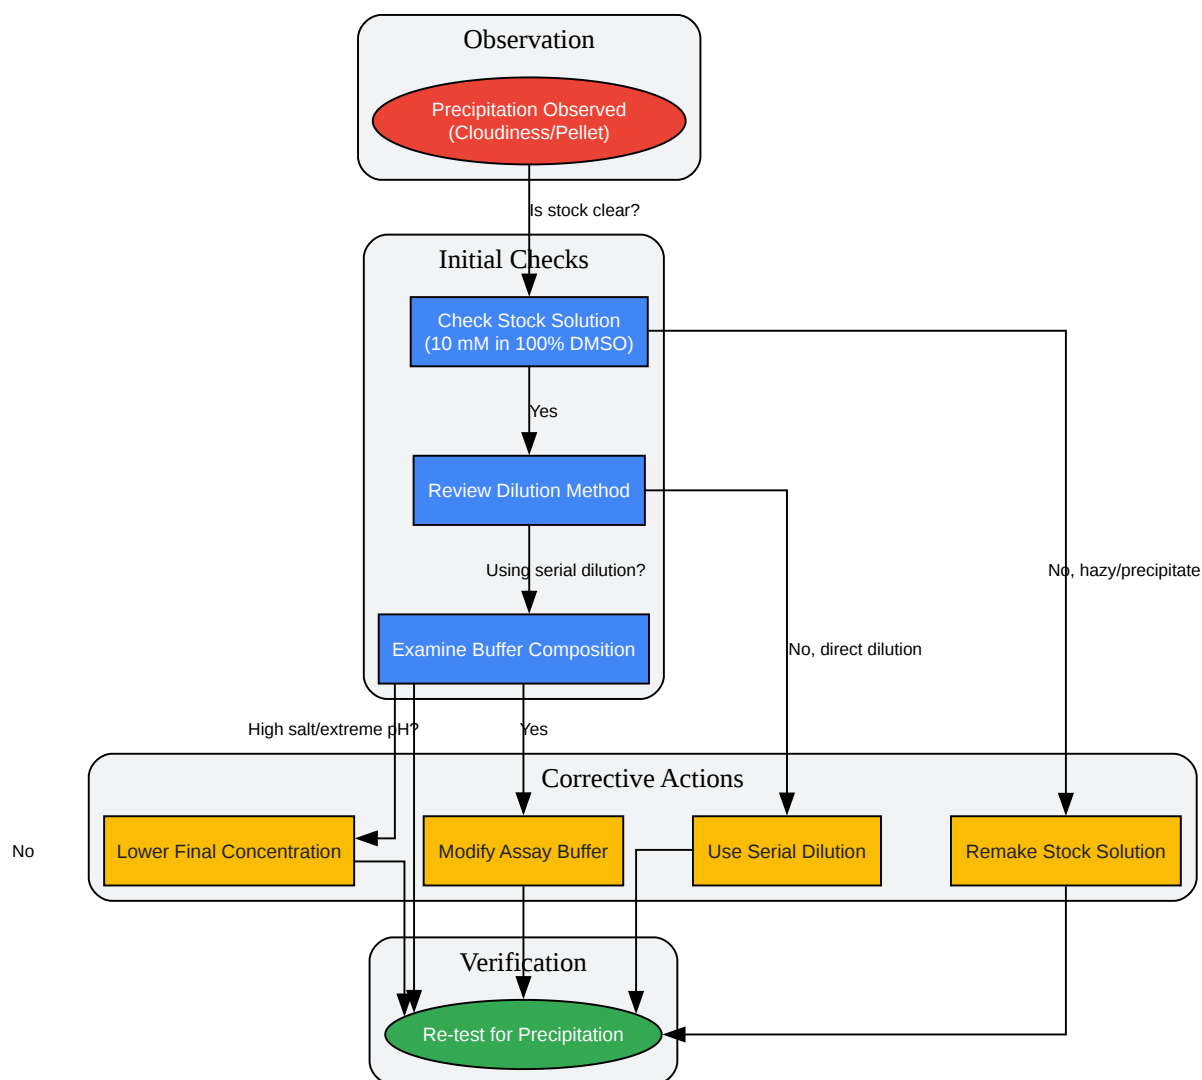 Observation
Precipitation Observed
(Cloudiness/Pellet)
Is stock clear?
Initial Checks
Check Stock Solution
(10 mM in 100% DMSO)
Yes
Review Dilution Method
Using serial dilution?
No, hazy/precipitate
Examine Buffer Composition
No, direct dilution
High salt/extreme pH?
Yes
Corrective Actions
No
Lower Final Concentration
Modify Assay Buffer
Use Serial Dilution
Remake Stock Solution
Verification
Re-test for Precipitation